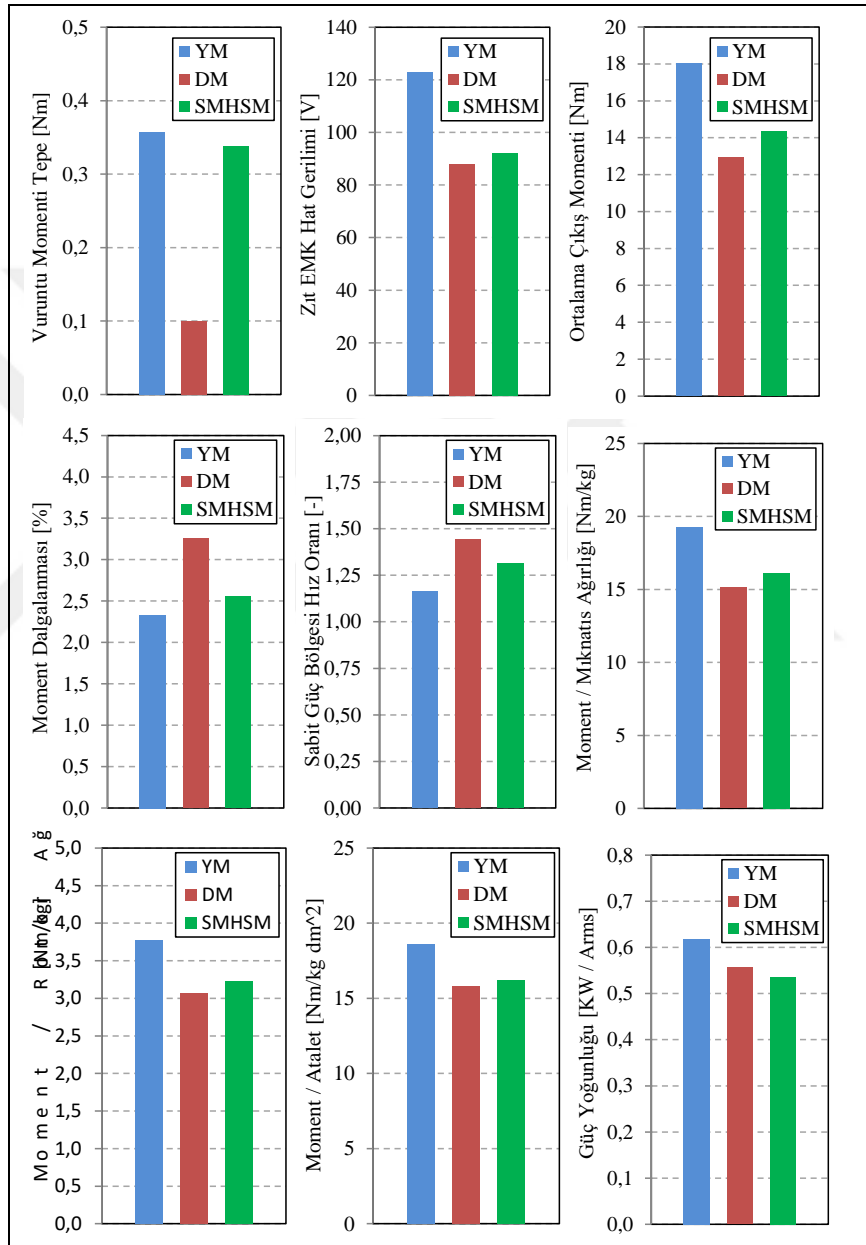 Vuruntu Momenti Tepe [Nm]
0,5
0,4
0,3
0,2
0,1
0,0
YM
DM
SMHSM
Zıt EMK Hat Gerilimi [V]
140
120
100
80
60
40
20
0
YM
DM
SMHSM
Ortalama Çıkış Momenti [Nm]
20
18
16
14
12
10
8
6
4
2
0
YM
DM
SMHSM
Moment Dalgalanması [%]
4,5
4,0
3,5
3,0
2,5
2,0
1,5
1,0
0,5
0,0
YM
DM
SMHSM
Sabit Güç Bölgesi Hız Oranı [-]
2,00
1,75
1,50
1,25
1,00
0,75
0,50
0,25
0,00
YM
DM
SMHSM
Moment / Mıknatıs Ağırlığı [Nm/kg]
25
20
15
10
5
0
YM
DM
SMHSM
Moment /
5,0
4,5
4,0
3,5
3,0
2,5
2,0
1,5
1,0
0,5
0,0
YM
DM
SMHSM
Moment / Atalet [Nm/kg dm^2]
25
20
15
10
5
0
YM
DM
SMHSM
Güç Yoğunluğu [KW / Arms]
0,8
0,7
0,6
0,5
0,4
0,3
0,2
0,1
0,0
YM
DM
SMHSM